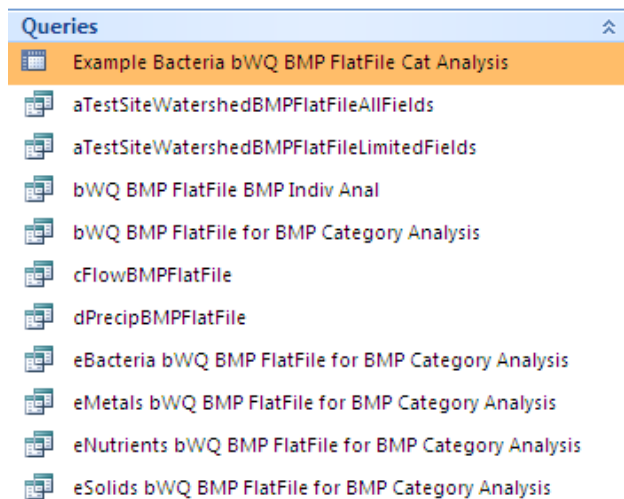 Queries
Example Bacteria bWQ BMP FlatFile Cat Analysis
aTestSiteWatershedBMPFlatFileAllFields
aTestSiteWatershedBMPFlatFileLimitedFields
bWQ BMP FlatFile BMP Indiv Anal
bWQ BMP FlatFile for BMP Category Analysis
cFlowBMPFlatFile
dPrecipBMPFlatFile
eBacteria bWQ BMP FlatFile for BMP Category Analysis
eMetals bWQ BMP FlatFile for BMP Category Analysis
eNutrients bWQ BMP FlatFile for BMP Category Analysis
eSolids bWQ BMP FlatFile for BMP Category Analysis